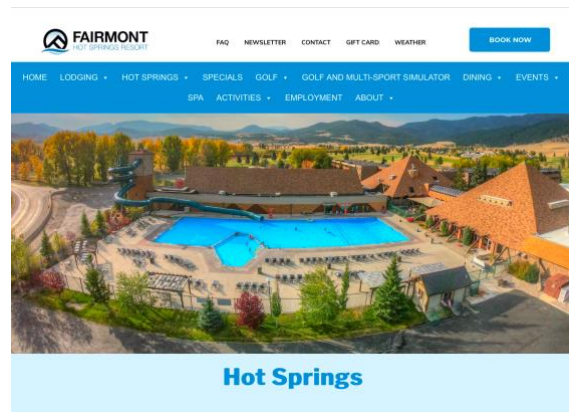 FAIRMONT
HOT SPRINGS RESORT
FAQ NEWSLETTER CONTACT GIFT CARD WEATHER
BOOK NOW
HOME LODGING HOT SPRINGS SPECIALS GOLF GOLF AND MULTI-SPORT SIMULATOR DINING EVENTS
SPA ACTIVITIES EMPLOYMENT ABOUT
Hot Springs